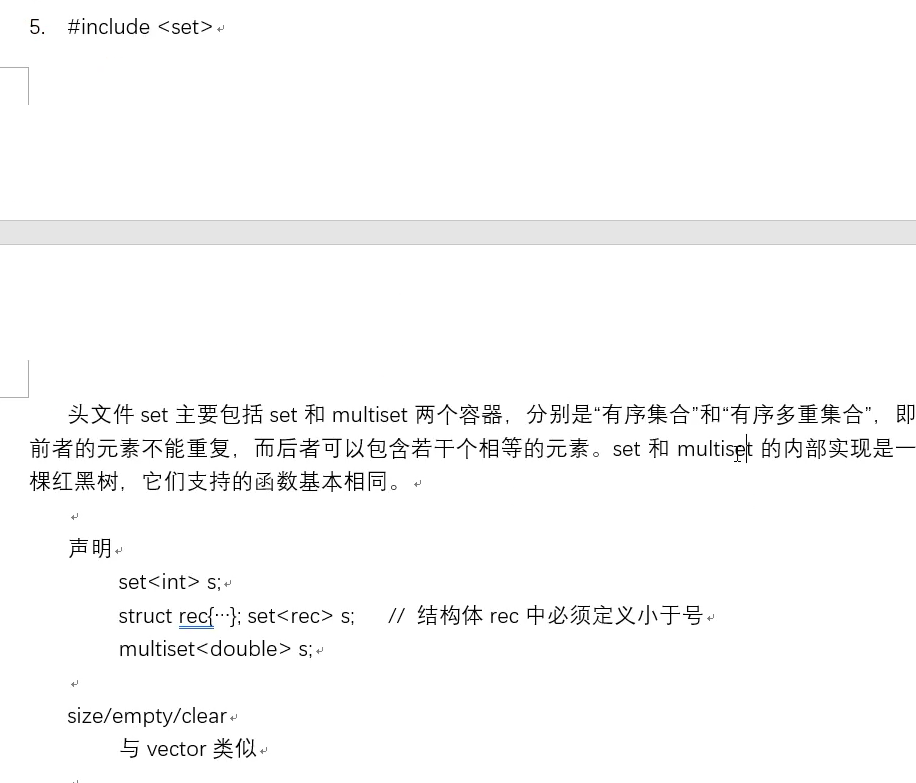 5. #include <set>
头文件 set 主要包括 set 和 multiset 两个容器，分别是“有序集合”和“有序多重集合”，即
前者的元素不能重复，而后者可以包含若干个相等的元素。set 和 multiset 的内部实现是一
棵红黑树，它们支持的函数基本相同。
声明
set<int> s;
struct rec{…}; set<rec> s; // 结构体 rec 中必须定义小于号
multiset<double> s;
size/empty/clear
与 vector 类似